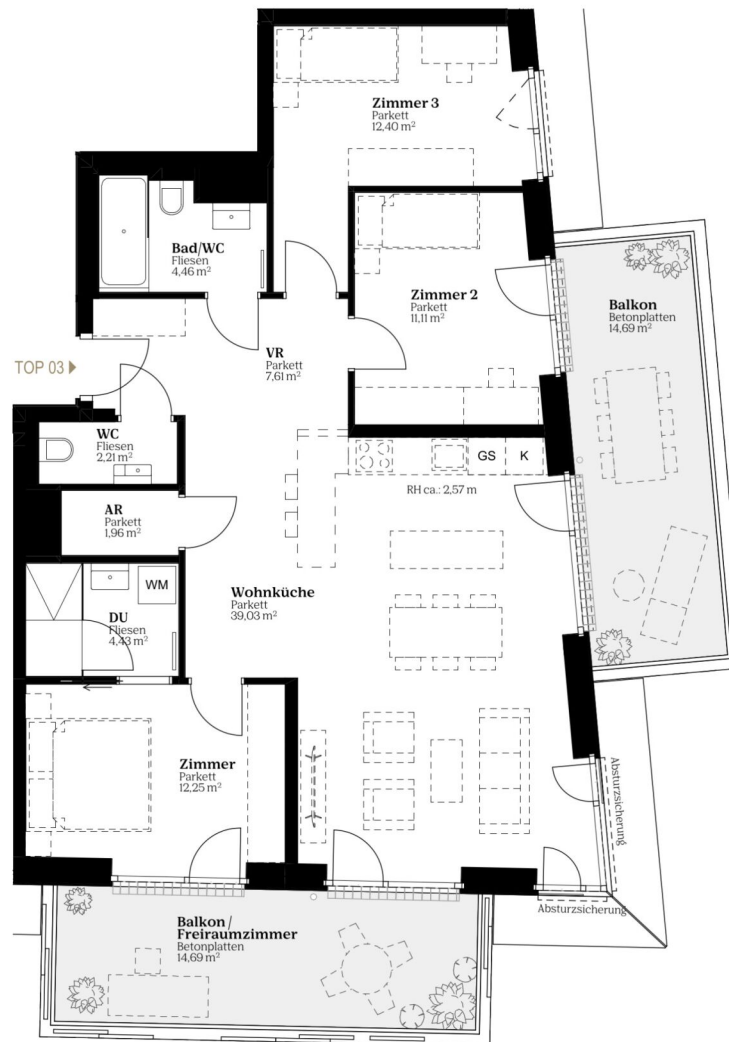 Zimmer 3
Parkett
12,40 m²
Bad/WC
Fliesen
4,46 m²
Zimmer 2
Parkett
11,11 m²
Balkon
Betonplatten
14,69 m²
TOP 03
VR
Parkett
7,61 m²
WC
Fliesen
2,21 m²
GS
K
RH ca.: 2,57 m
AR
Parkett
1,96 m²
WM
DU
Fliesen
4,43 m²
Wohnküche
Parkett
39,03 m²
Zimmer
Parkett
12,25 m²
Absturzsicherung
Absturzsicherung
Balkon/
Freiraumzimmer
Betonplatten
14,69 m²